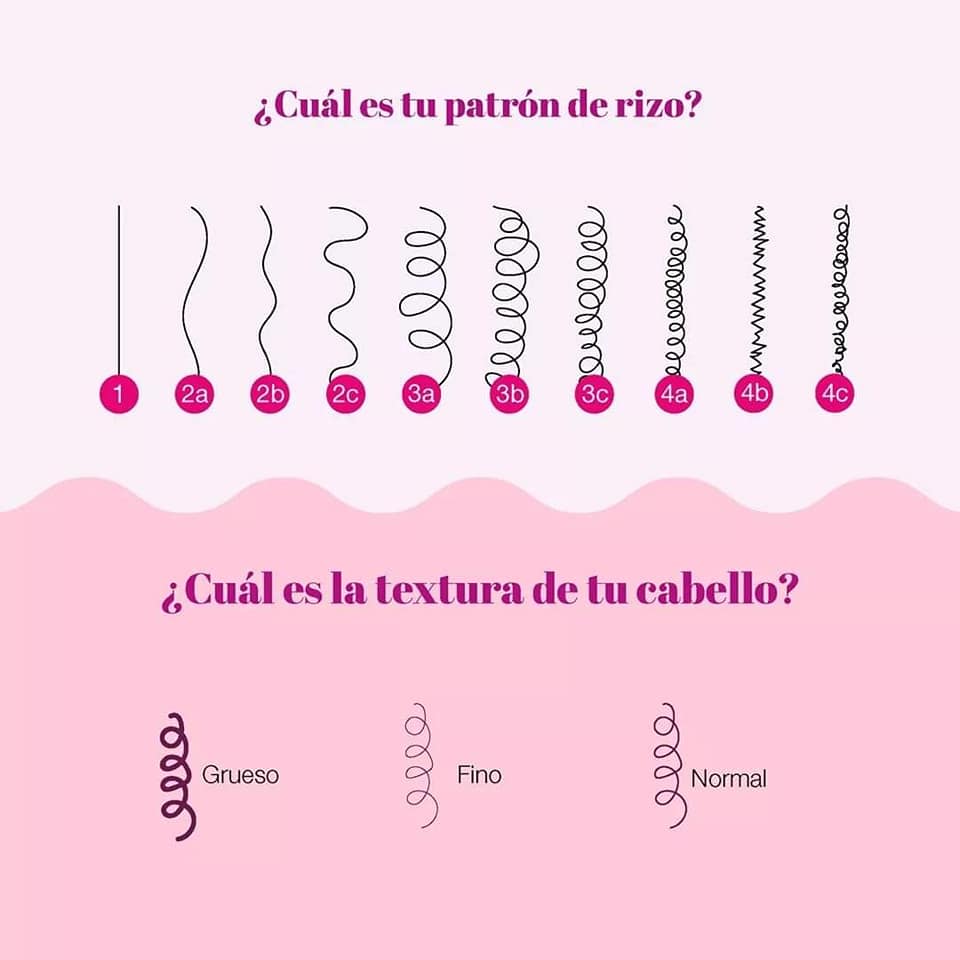 ¿Cuál es tu patrón de rizo?
1 2a 2b 2c 3a 3b 3c 4a 4b 4c
¿Cuál es la textura de tu cabello?
Grueso Fino Normal